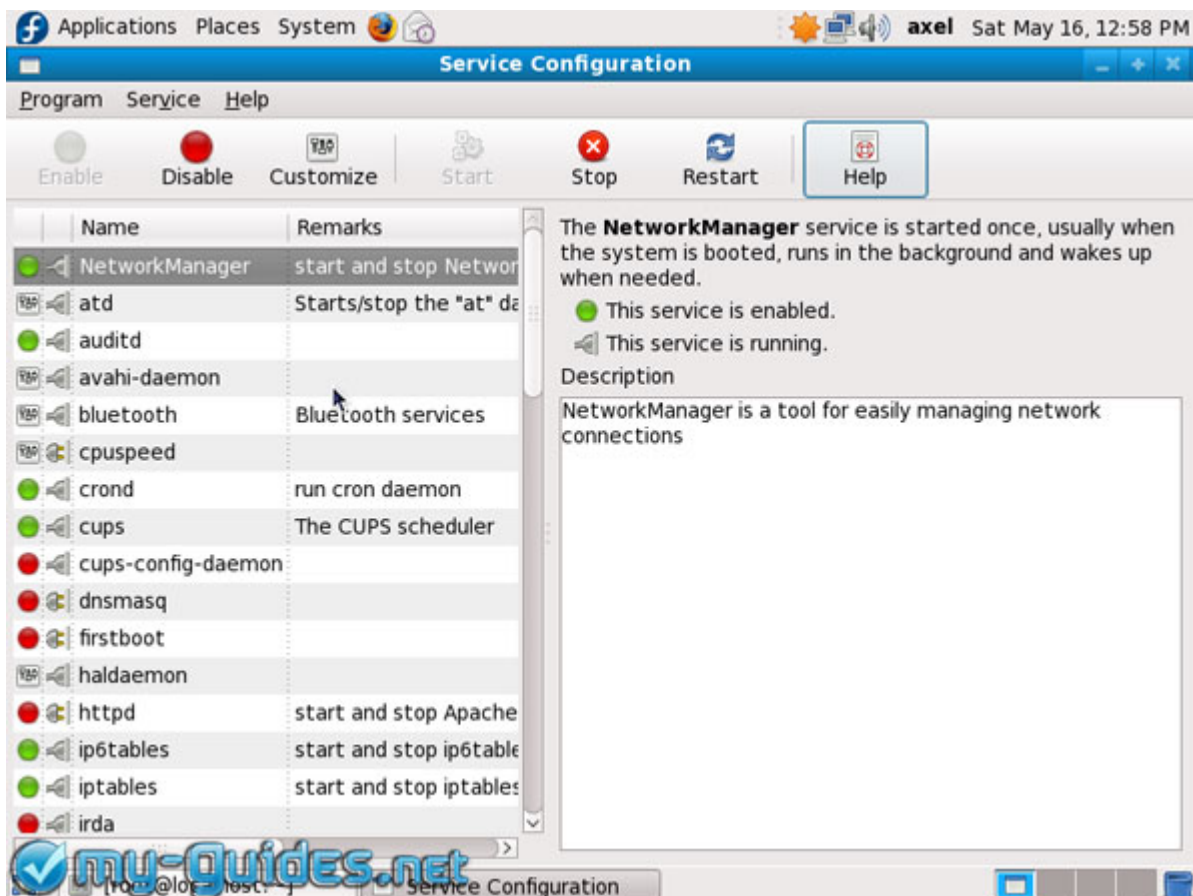 Applications Places System axel Sat May 16, 12:58 PM
Service Configuration
Program Service Help
Enable Disable Customize Start Stop Restart Help
Name Remarks
NetworkManager start and stop Networ
atd Starts/stop the "at" da
auditd
avahi-daemon
bluetooth Bluetooth services
cpuspeed
crond run cron daemon
cups The CUPS scheduler
cups-config-daemon
dnsmasq
firstboot
haldaemon
httpd start and stop Apache
ip6tables start and stop ip6table
iptables start and stop iptables
irda
The NetworkManager service is started once, usually when
the system is booted, runs in the background and wakes up
when needed.
This service is enabled.
This service is running.
Description
NetworkManager is a tool for easily managing network
connections
my-guides.net
Service Configuration